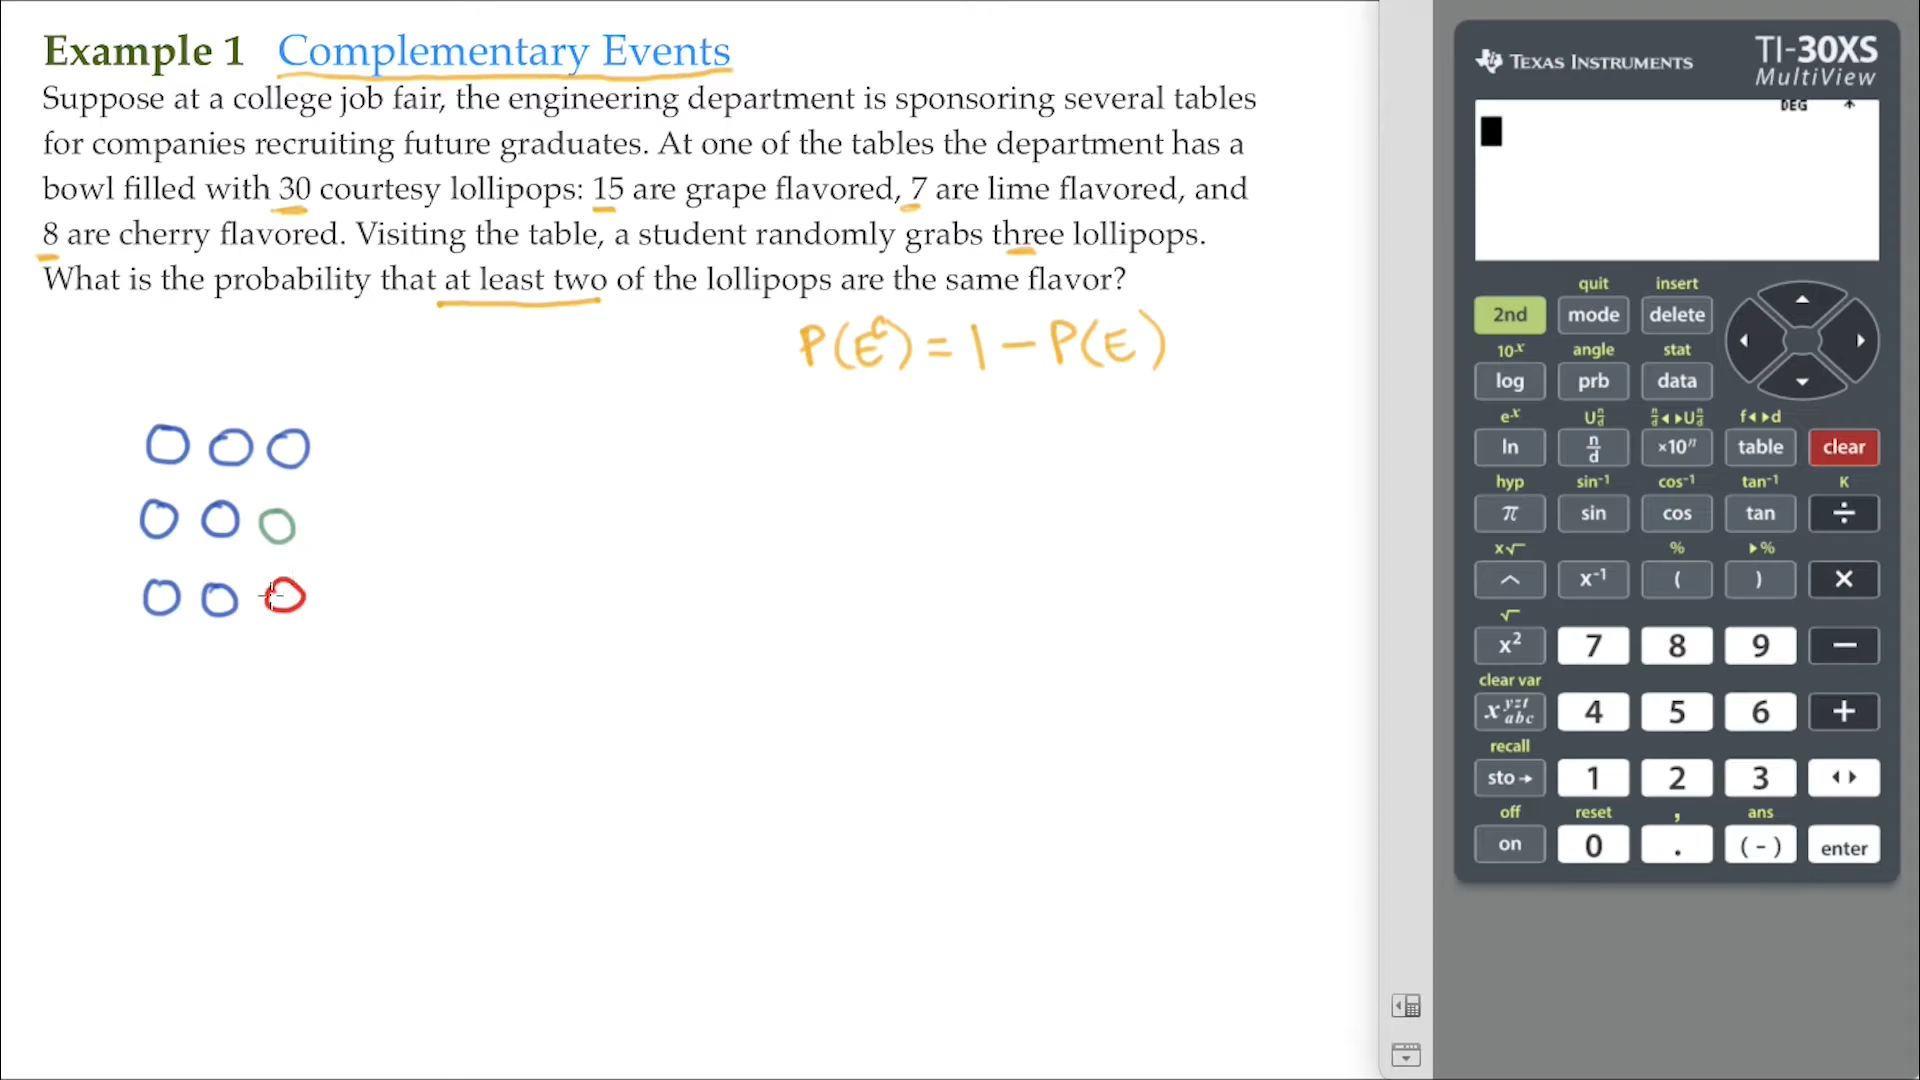 Example 1 Complementary Events
Suppose at a college job fair, the engineering department is sponsoring several tables
for companies recruiting future graduates. At one of the tables the department has a
bowl filled with 30 courtesy lollipops: 15 are grape flavored, 7 are lime flavored, and
8 are cherry flavored. Visiting the table, a student randomly grabs three lollipops.
What is the probability that at least two of the lollipops are the same flavor?
P(Eᶜ) = 1 − P(E)
TEXAS INSTRUMENTS
TI-30XS
MultiView
DEG
quit insert
2nd mode delete
10ˣ angle stat
log prb data
eˣ U n/d n/d ◄►U n/d f◄►d
ln n/d ×10ⁿ table clear
hyp sin⁻¹ cos⁻¹ tan⁻¹ K
π sin cos tan ÷
ˣ√ % ►%
^ x⁻¹ ( ) ×
√
x² 7 8 9 −
clear var
x yzt abc 4 5 6 +
recall
sto→ 1 2 3 ◄►
off reset , ans
on 0 . (-) enter